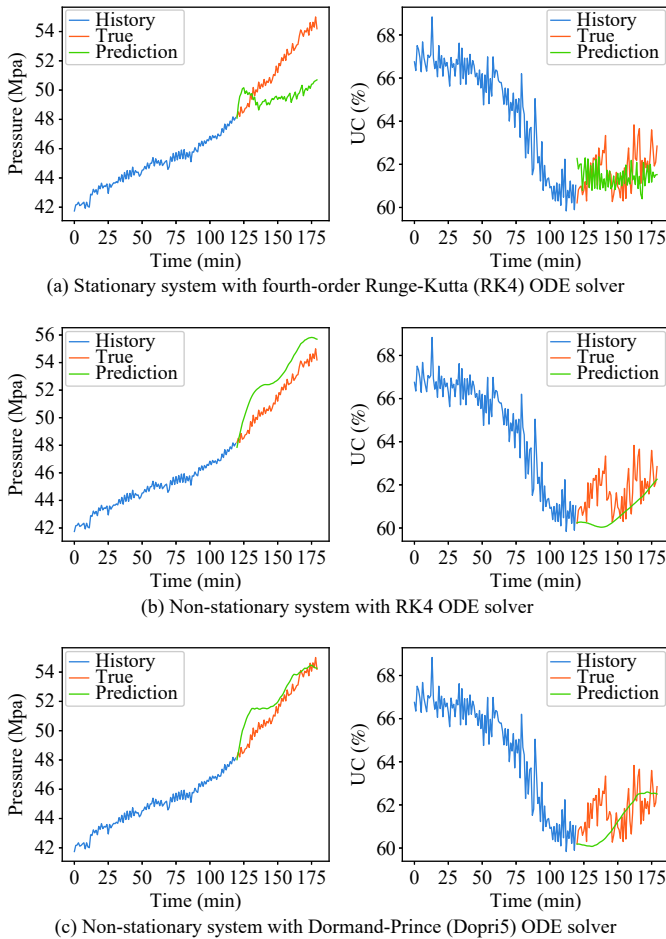 History
True
Prediction
Pressure (Mpa)
54
52
50
48
46
44
42
0 25 50 75 100 125 150 175
Time (min)
History
True
Prediction
UC (%)
68
66
64
62
60
0 25 50 75 100 125 150 175
Time (min)
(a) Stationary system with fourth-order Runge-Kutta (RK4) ODE solver
History
True
Prediction
Pressure (Mpa)
56
54
52
50
48
46
44
42
0 25 50 75 100 125 150 175
Time (min)
History
True
Prediction
UC (%)
68
66
64
62
60
0 25 50 75 100 125 150 175
Time (min)
(b) Non-stationary system with RK4 ODE solver
History
True
Prediction
Pressure (Mpa)
54
52
50
48
46
44
42
0 25 50 75 100 125 150 175
Time (min)
History
True
Prediction
UC (%)
68
66
64
62
60
0 25 50 75 100 125 150 175
Time (min)
(c) Non-stationary system with Dormand-Prince (Dopri5) ODE solver